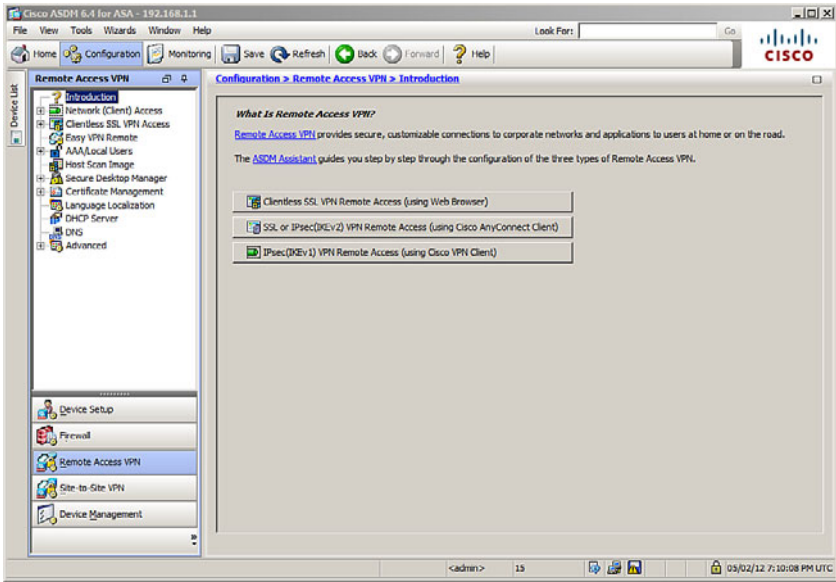 Cisco ASDM 6.4 for ASA - 192.168.1.1
File View Tools Wizards Window Help
Look For: Go
CISCO
Home Configuration Monitoring Save Refresh Back Forward Help
Device List
Remote Access VPN
Introduction
Network (Client) Access
Clientless SSL VPN Access
Easy VPN Remote
AAA/Local Users
Host Scan Image
Secure Desktop Manager
Certificate Management
Language Localization
DHCP Server
DNS
Advanced
Device Setup
Firewall
Remote Access VPN
Site-to-Site VPN
Device Management
Configuration > Remote Access VPN > Introduction
What Is Remote Access VPN?
Remote Access VPN provides secure, customizable connections to corporate networks and applications to users at home or on the road.
The ASDM Assistant guides you step by step through the configuration of the three types of Remote Access VPN.
Clientless SSL VPN Remote Access (using Web Browser)
SSL or IPsec(IKEv2) VPN Remote Access (using Cisco AnyConnect Client)
IPsec(IKEv1) VPN Remote Access (using Cisco VPN Client)
<admin> 15 05/02/12 7:10:08 PM UTC